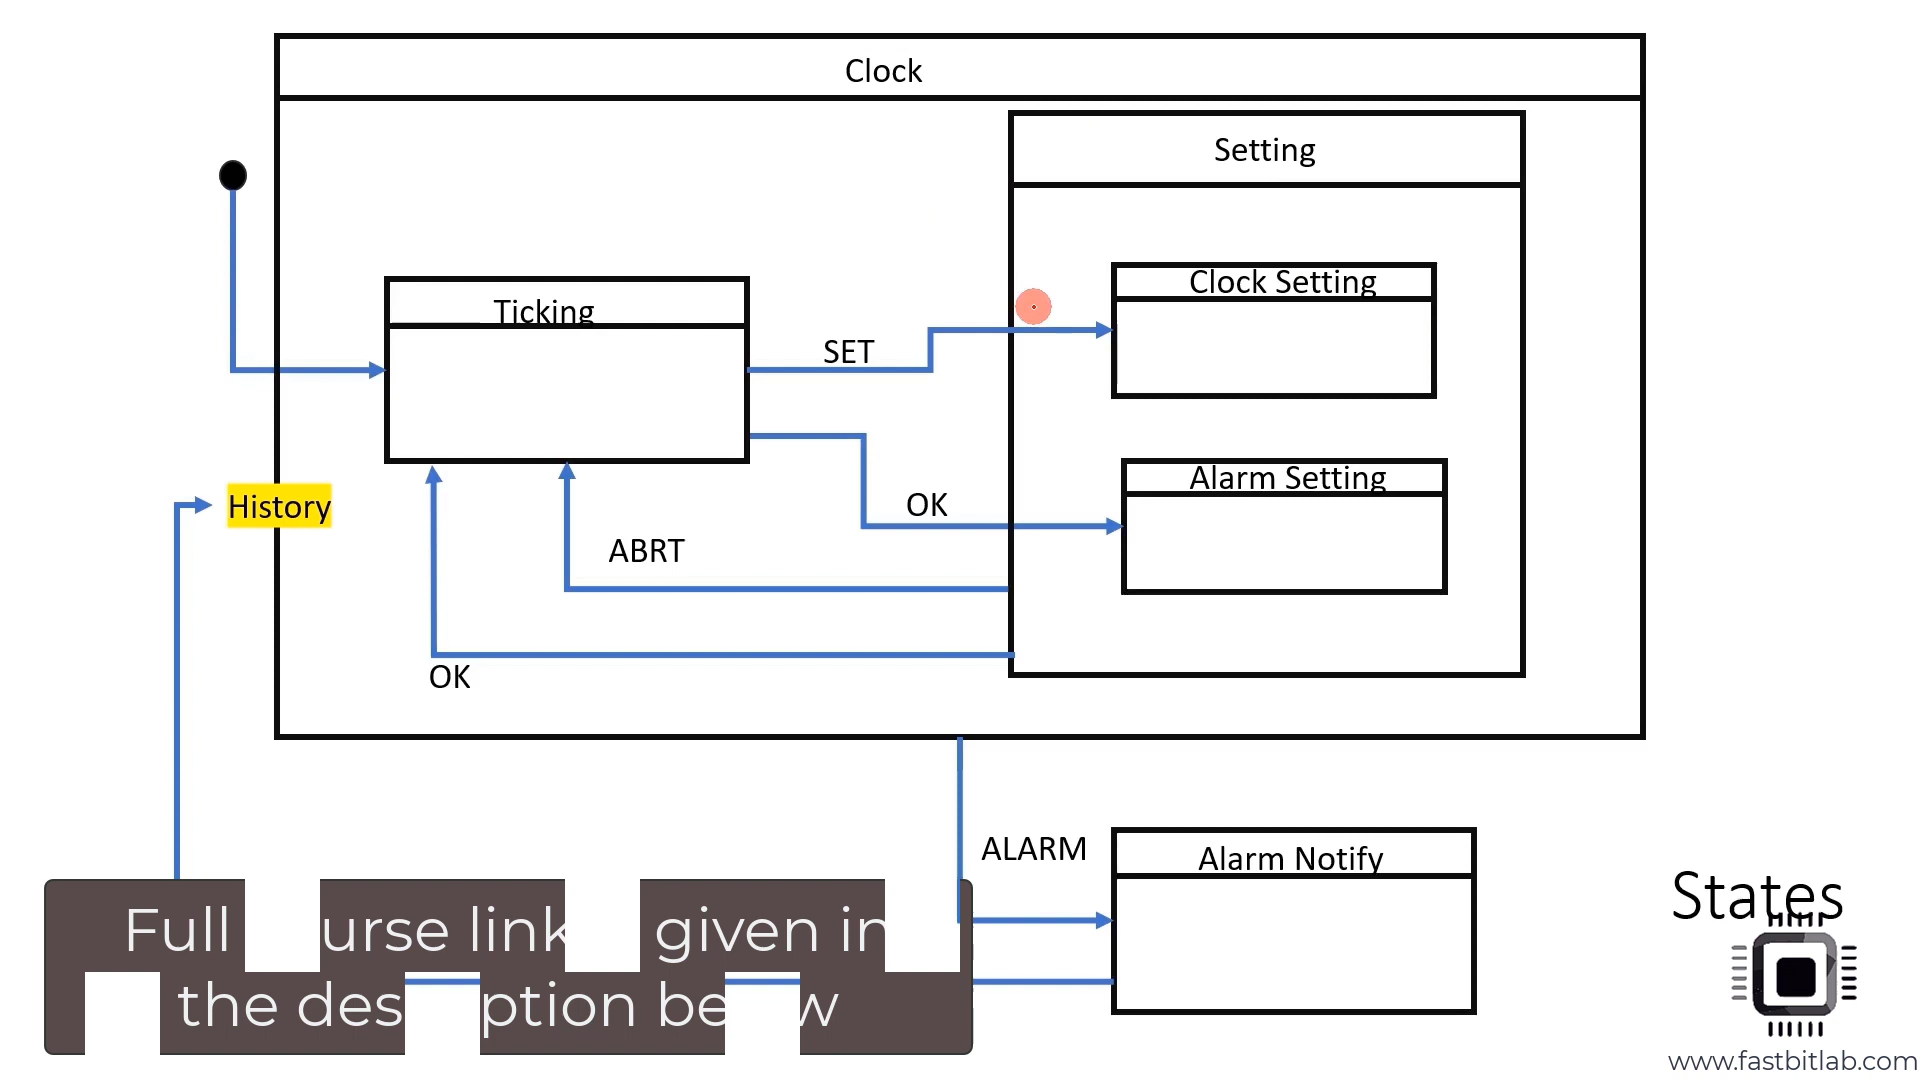 Clock
Setting
Clock Setting
Ticking
SET
Alarm Setting
History
OK
ABRT
OK
ALARM
Alarm Notify
States
Full urse link given in
the des ption be w
www.fastbitlab.com